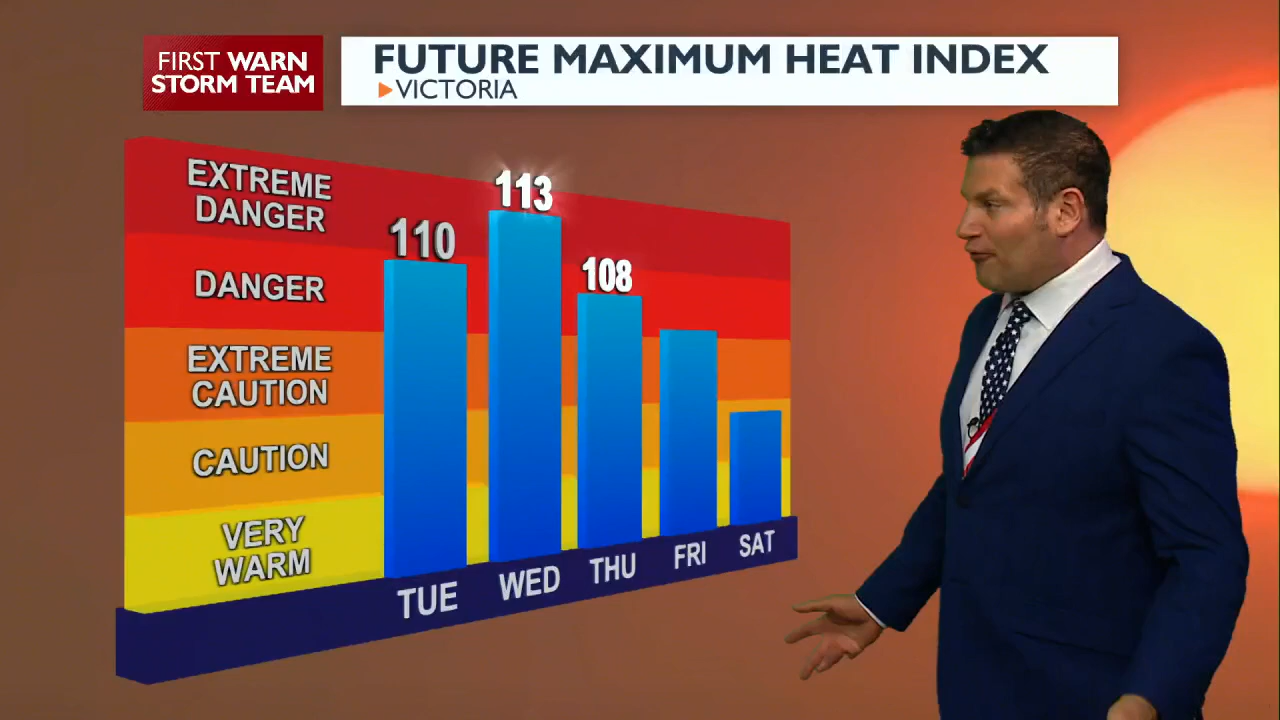 FIRST WARN
STORM TEAM
FUTURE MAXIMUM HEAT INDEX
VICTORIA
EXTREME
DANGER
DANGER
EXTREME
CAUTION
CAUTION
VERY
WARM
110
113
108
TUE
WED
THU
FRI
SAT